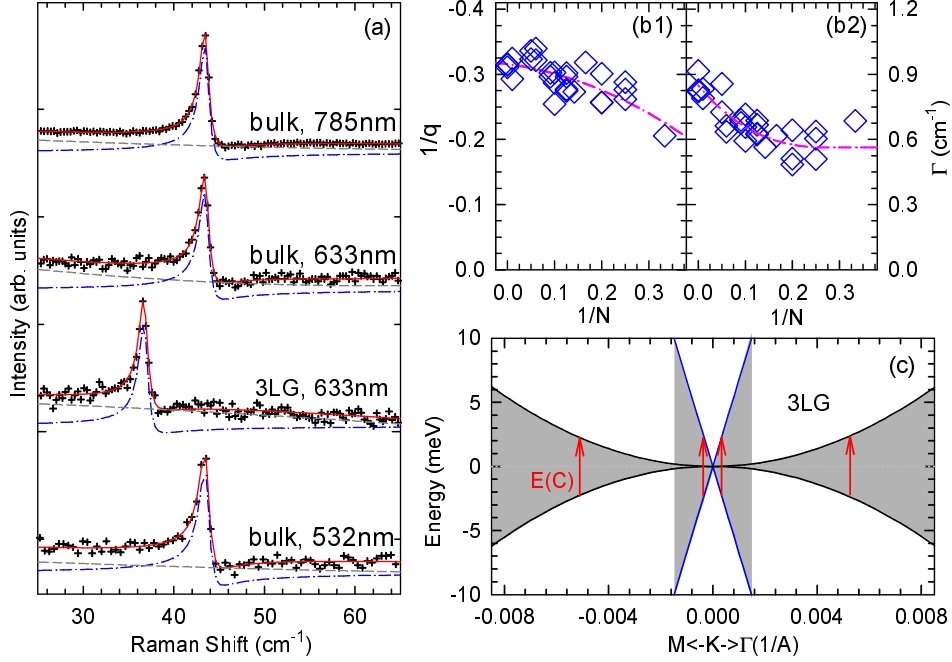 (a)
bulk, 785nm
bulk, 633nm
3LG, 633nm
bulk, 532nm
Intensity (arb. units)
30 40 50 60
Raman Shift (cm⁻¹)
(b1)
-0.4
-0.3
-0.2
-0.1
0.0
1/q
0.0 0.1 0.2 0.3
1/N
(b2)
1.2
0.9
0.6
0.3
0.0
Γ (cm⁻¹)
0.0 0.1 0.2 0.3
1/N
(c)
3LG
E(C)
10
5
0
-5
-10
Energy (meV)
-0.008 -0.004 0.000 0.004 0.008
M<-K->Γ(1/A)